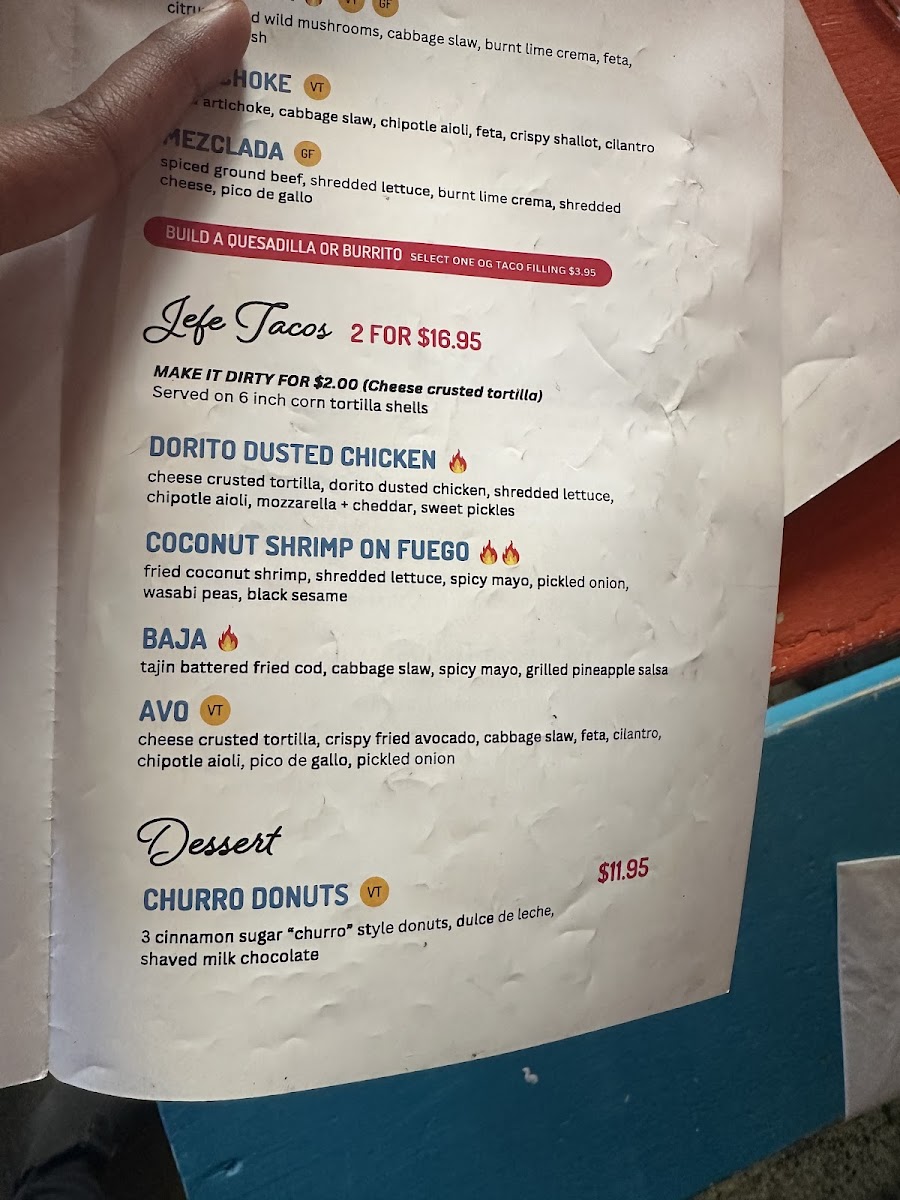 VT GF
wild mushrooms, cabbage slaw, burnt lime crema, feta,
VT
artichoke, cabbage slaw, chipotle aioli, feta, crispy shallot, cilantro
MEZCLADA GF
spiced ground beef, shredded lettuce, burnt lime crema, shredded
cheese, pico de gallo
BUILD A QUESADILLA OR BURRITO SELECT ONE OG TACO FILLING $3.95
Jefe Tacos 2 FOR $16.95
MAKE IT DIRTY FOR $2.00 (Cheese crusted tortilla)
Served on 6 inch corn tortilla shells
DORITO DUSTED CHICKEN
cheese crusted tortilla, dorito dusted chicken, shredded lettuce,
chipotle aioli, mozzarella + cheddar, sweet pickles
COCONUT SHRIMP ON FUEGO
fried coconut shrimp, shredded lettuce, spicy mayo, pickled onion,
wasabi peas, black sesame
BAJA
tajin battered fried cod, cabbage slaw, spicy mayo, grilled pineapple salsa
AVO VT
cheese crusted tortilla, crispy fried avocado, cabbage slaw, feta, cilantro,
chipotle aioli, pico de gallo, pickled onion
Dessert
CHURRO DONUTS VT $11.95
3 cinnamon sugar “churro” style donuts, dulce de leche,
shaved milk chocolate